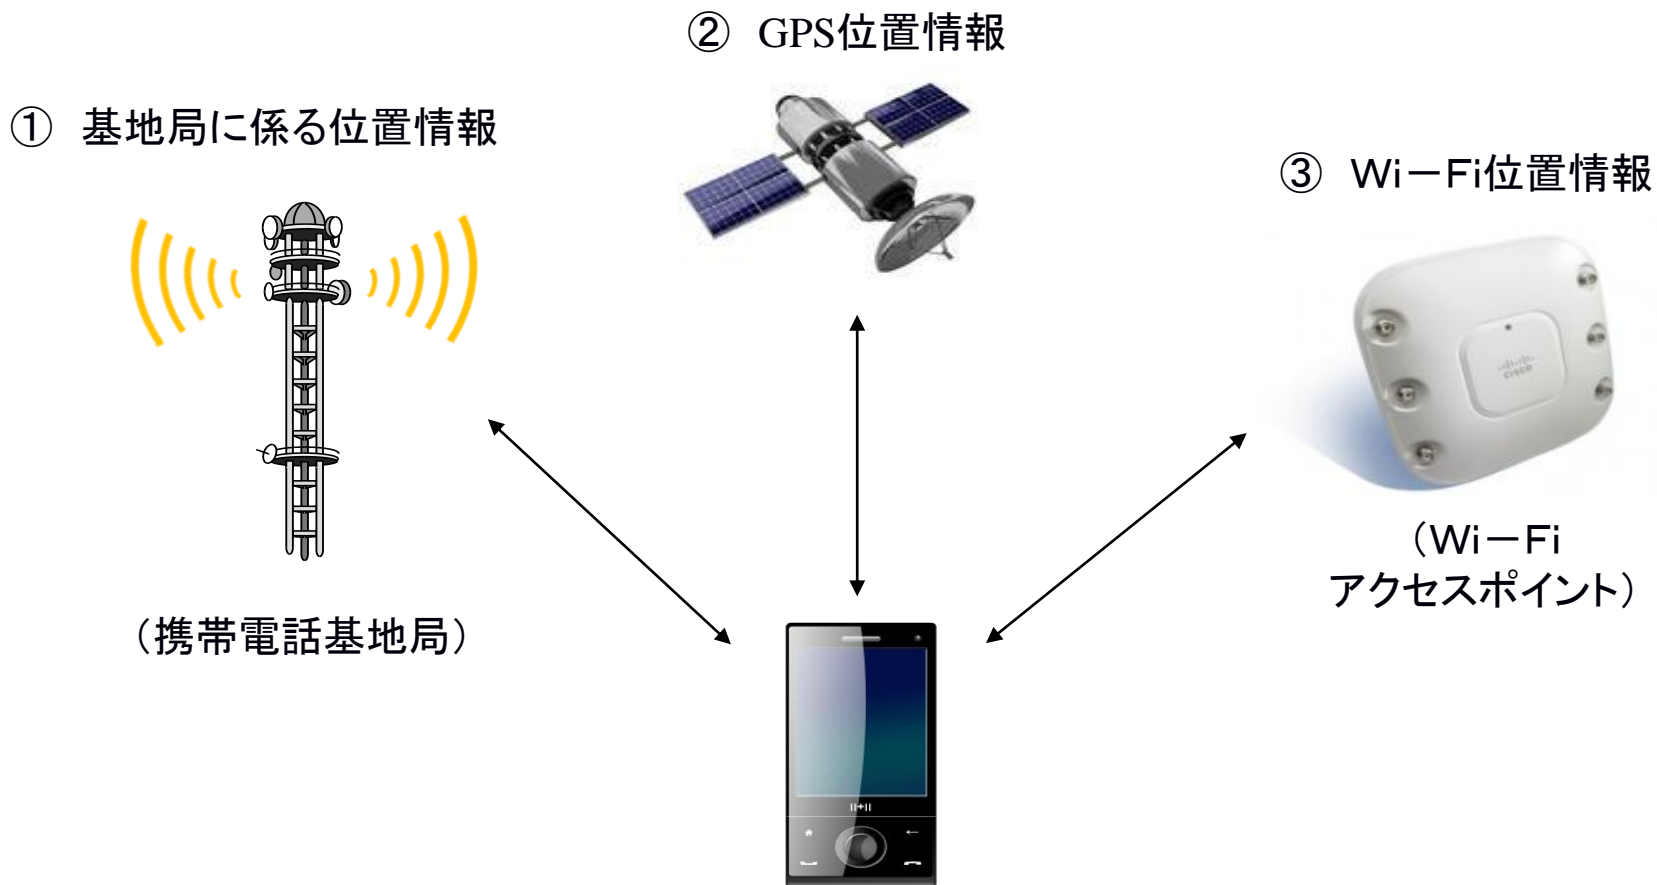 ② GPS位置情報
① 基地局に係る位置情報
③ Wi－Fi位置情報
CISCO
（Wi－Fi
アクセスポイント）
（携帯電話基地局）